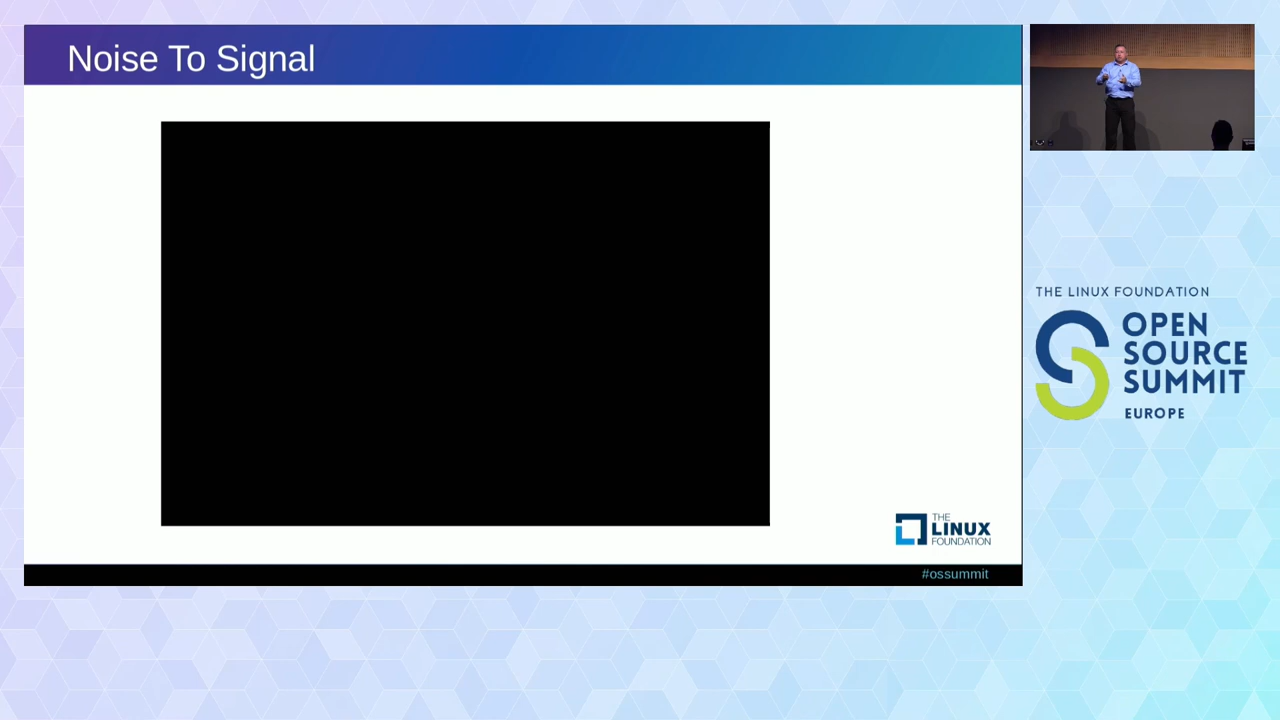 Noise To Signal
THE LINUX FOUNDATION
OPEN
SOURCE
SUMMIT
EUROPE
THE
LINUX
FOUNDATION
#ossummit